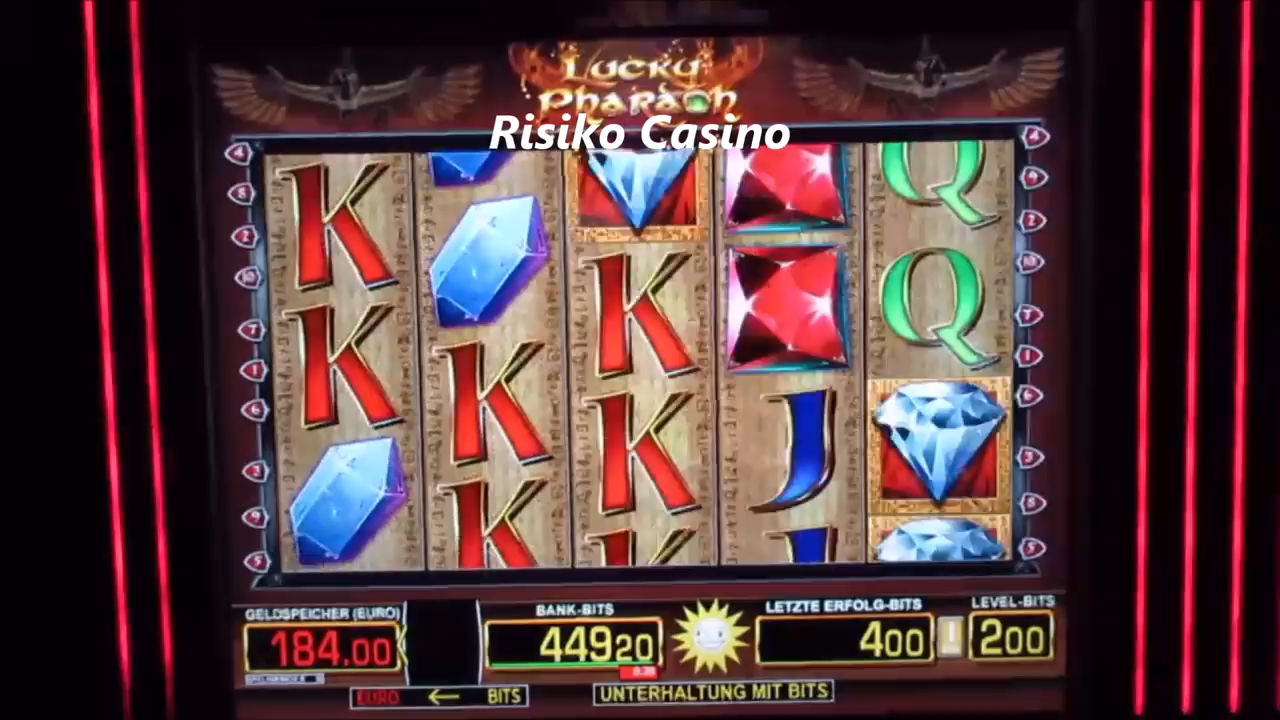 Lucky
Pharaoh
Risiko Casino
K
K
K
K
K
K
K
J
J
Q
Q
GELDSPEICHER (EURO)
184.00
BANK-BITS
44920
LETZTE ERFOLG-BITS
400
LEVEL-BITS
200
EURO ← BITS
UNTERHALTUNG MIT BITS